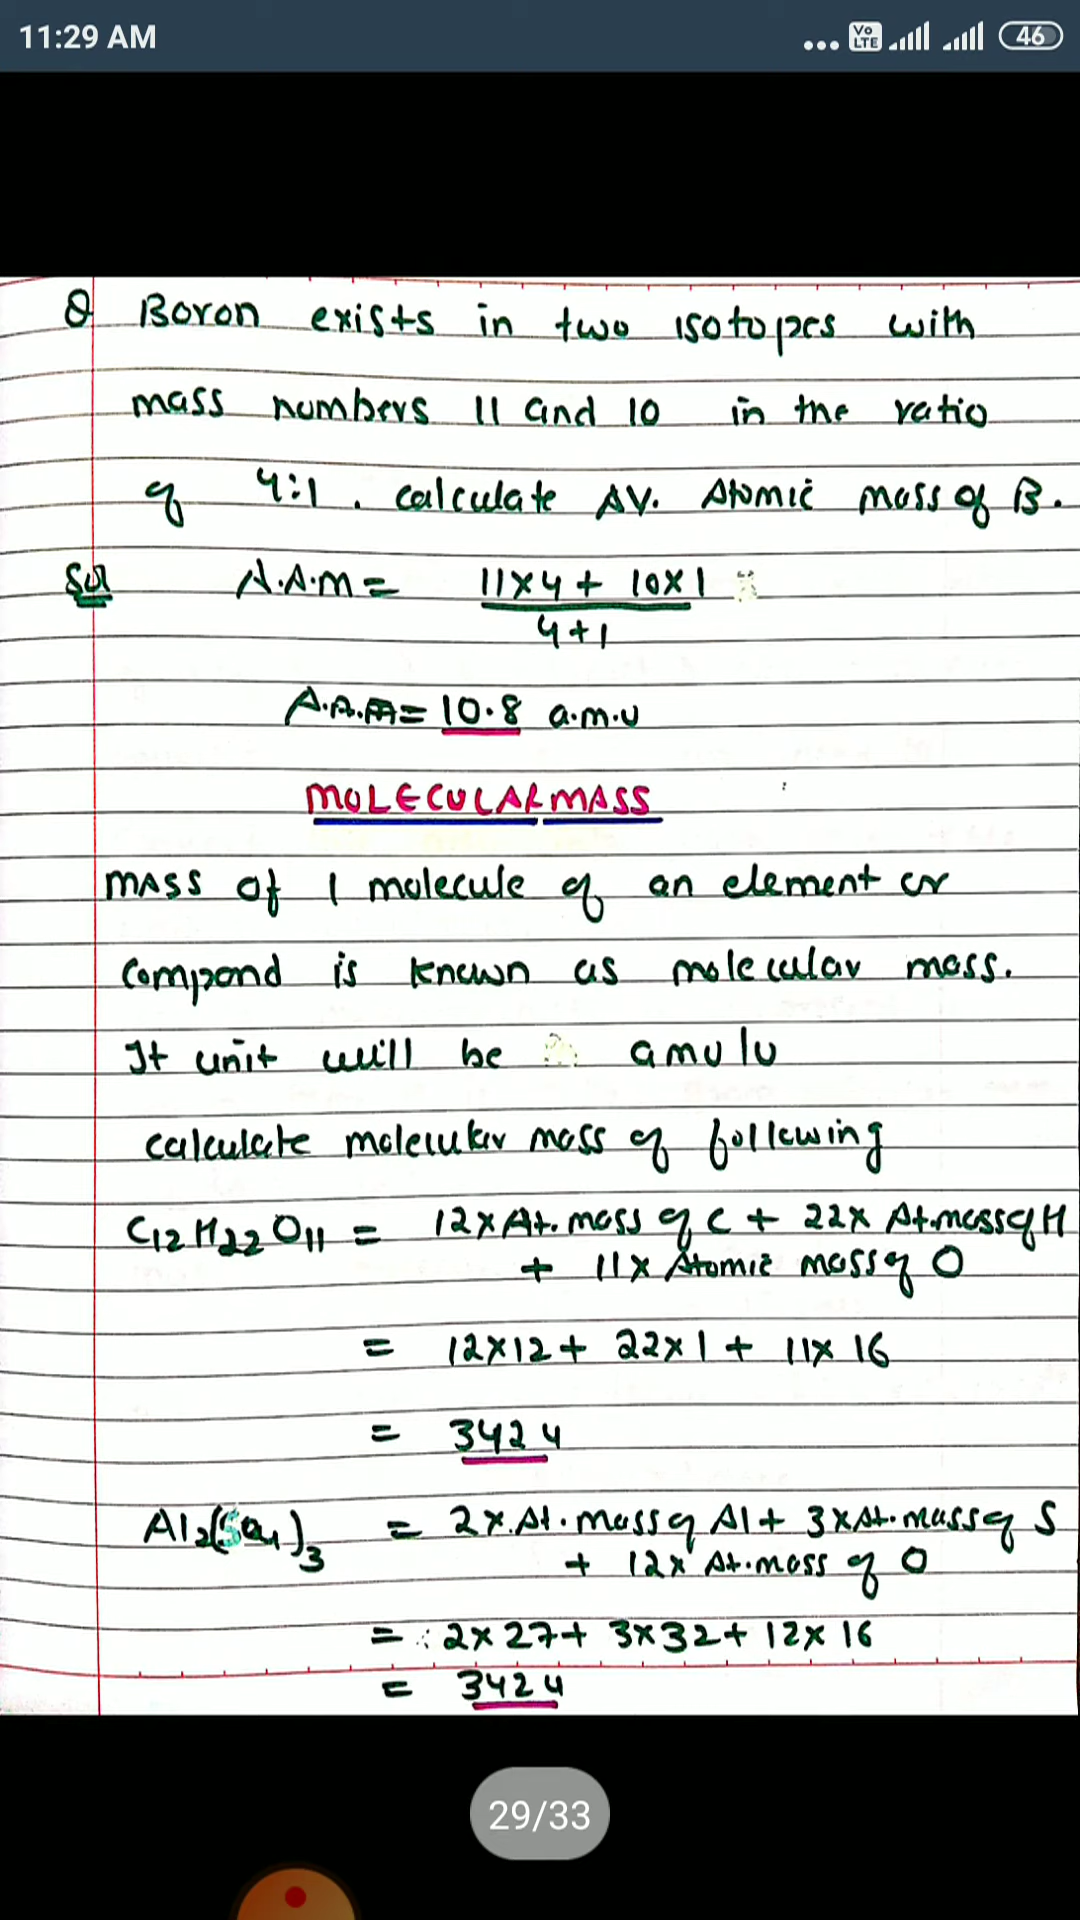 11:29 AM
Vo LTE 46
Q Boron exists in two isotopes with
mass numbers 11 and 10 in the ratio
of 4:1. calculate AV. Atomic mass of B.
Sol A.A.M = 11×4 + 10×1
4+1
A.A.M = 10.8 a.m.u
MOLECULAR MASS
MASS of 1 molecule of an element or
compond is known as molecular mass.
It unit will be amu/u
calculate molecular mass of following
C12 H22 O11 = 12× At. mass of C + 22× At. mass of H
+ 11× Atomic mass of O
= 12×12 + 22×1 + 11× 16
= 342 u
Al2(SO4)3 = 2×.At. mass of Al + 3×At. mass of S
+ 12× At. mass of O
= 2×27 + 3×32 + 12× 16
= 342 u
29/33